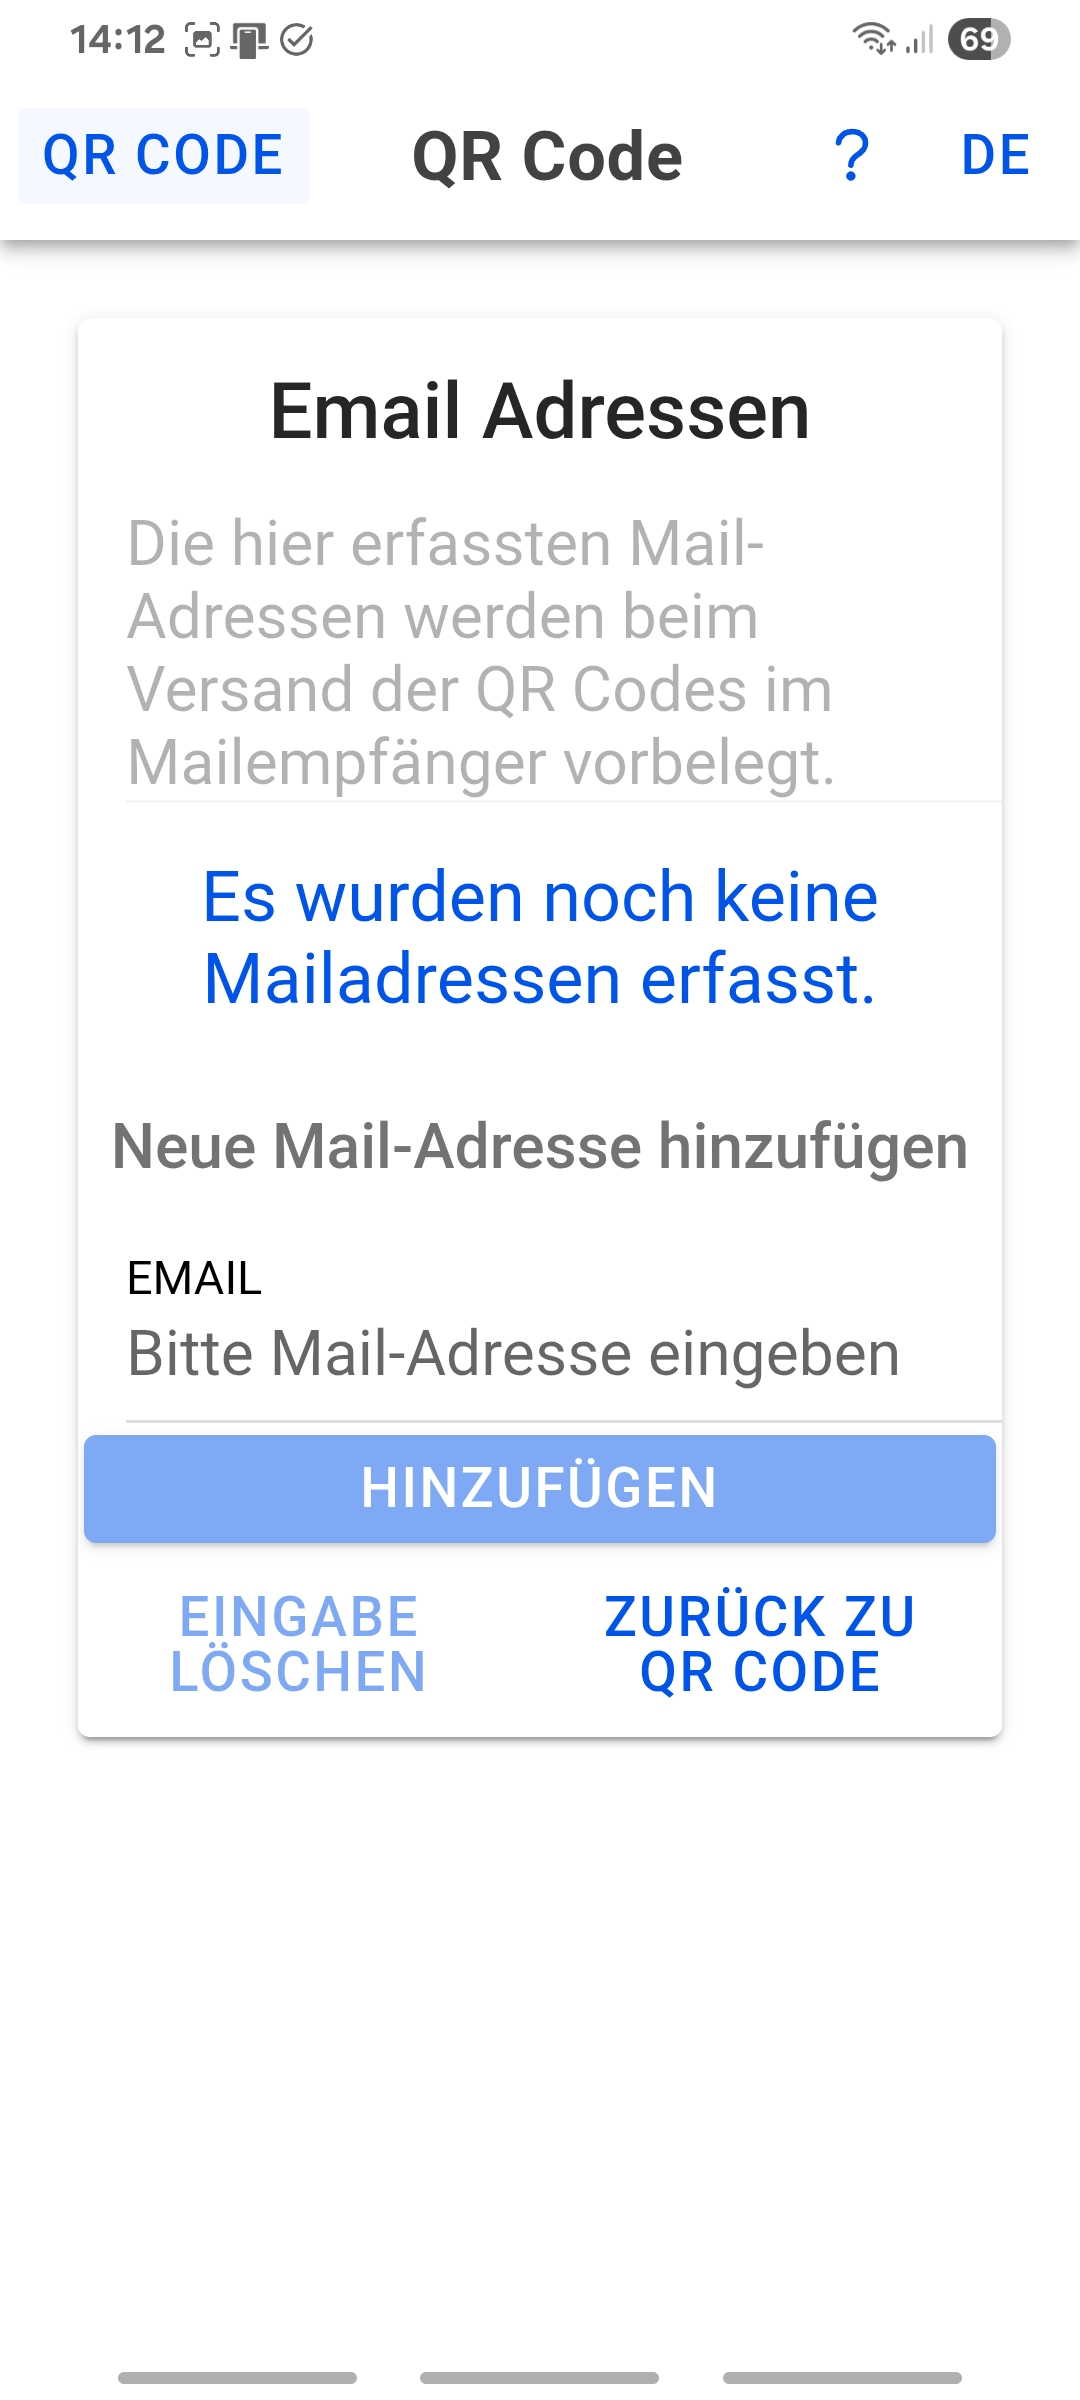 14:12
69
QR CODE
QR Code
?
DE
Email Adressen
Die hier erfassten Mail-
Adressen werden beim
Versand der QR Codes im
Mailempfänger vorbelegt.
Es wurden noch keine
Mailadressen erfasst.
Neue Mail-Adresse hinzufügen
EMAIL
Bitte Mail-Adresse eingeben
HINZUFÜGEN
EINGABE
LÖSCHEN
ZURÜCK ZU
QR CODE